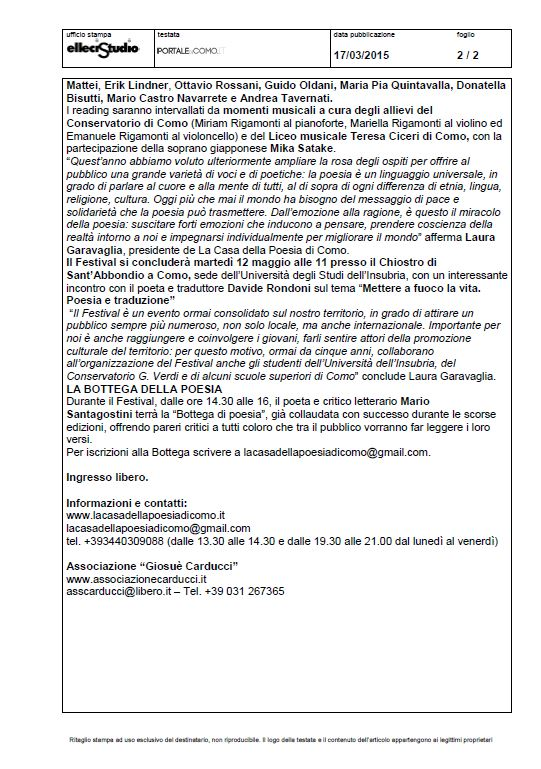 ufficio stampa
ellecistudio
testata
PORTALE di COMO.IT
data pubblicazione
17/03/2015
foglio
2 / 2
Mattei, Erik Lindner, Ottavio Rossani, Guido Oldani, Maria Pia Quintavalla, Donatella
Bisutti, Mario Castro Navarrete e Andrea Tavernati.
I reading saranno intervallati da momenti musicali a cura degli allievi del
Conservatorio di Como (Miriam Rigamonti al pianoforte, Mariella Rigamonti al violino ed
Emanuele Rigamonti al violoncello) e del Liceo musicale Teresa Ciceri di Como, con la
partecipazione della soprano giapponese Mika Satake.
“Quest’anno abbiamo voluto ulteriormente ampliare la rosa degli ospiti per offrire al
pubblico una grande varietà di voci e di poetiche: la poesia è un linguaggio universale, in
grado di parlare al cuore e alla mente di tutti, al di sopra di ogni differenza di etnia, lingua,
religione, cultura. Oggi più che mai il mondo ha bisogno del messaggio di pace e
solidarietà che la poesia può trasmettere. Dall’emozione alla ragione, è questo il miracolo
della poesia: suscitare forti emozioni che inducono a pensare, prendere coscienza della
realtà intorno a noi e impegnarsi individualmente per migliorare il mondo” afferma Laura
Garavaglia, presidente de La Casa della Poesia di Como.
Il Festival si concluderà martedì 12 maggio alle 11 presso il Chiostro di
Sant’Abbondio a Como, sede dell’Università degli Studi dell’Insubria, con un interessante
incontro con il poeta e traduttore Davide Rondoni sul tema “Mettere a fuoco la vita.
Poesia e traduzione”
“Il Festival è un evento ormai consolidato sul nostro territorio, in grado di attirare un
pubblico sempre più numeroso, non solo locale, ma anche internazionale. Importante per
noi è anche raggiungere e coinvolgere i giovani, farli sentire attori della promozione
culturale del territorio: per questo motivo, ormai da cinque anni, collaborano
all’organizzazione del Festival anche gli studenti dell’Università dell’Insubria, del
Conservatorio G. Verdi e di alcuni scuole superiori di Como” conclude Laura Garavaglia.
LA BOTTEGA DELLA POESIA
Durante il Festival, dalle ore 14.30 alle 16, il poeta e critico letterario Mario
Santagostini terrà la “Bottega di poesia”, già collaudata con successo durante le scorse
edizioni, offrendo pareri critici a tutti coloro che tra il pubblico vorranno far leggere i loro
versi.
Per iscrizioni alla Bottega scrivere a lacasadellapoesiadicomo@gmail.com.
Ingresso libero.
Informazioni e contatti:
www.lacasadellapoesiadicomo.it
lacasadellapoesiadicomo@gmail.com
tel. +393440309088 (dalle 13.30 alle 14.30 e dalle 19.30 alle 21.00 dal lunedì al venerdì)
Associazione “Giosuè Carducci”
www.associazionecarducci.it
asscarducci@libero.it – Tel. +39 031 267365
Ritaglio stampa ad uso esclusivo del destinatario, non riproducibile. Il logo della testata e il contenuto dell'articolo appartengono ai legittimi proprietari